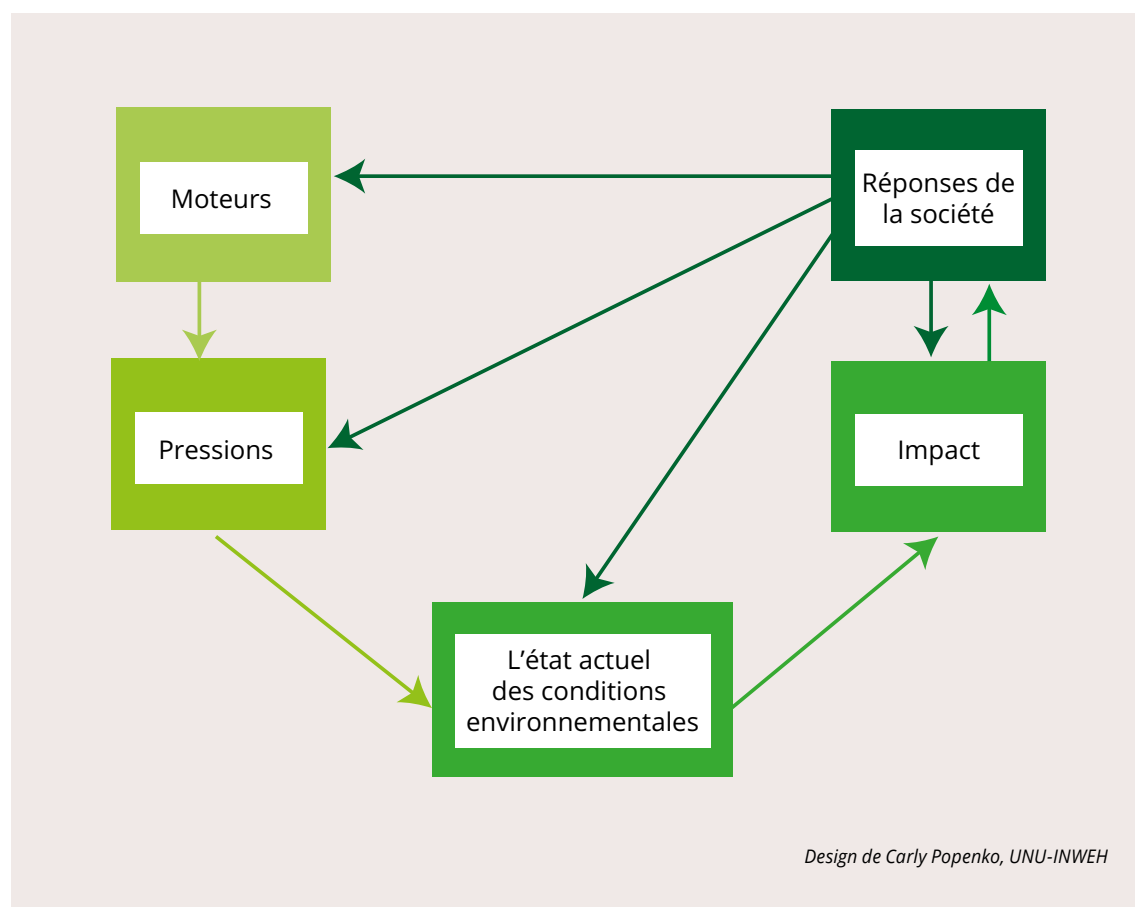 Moteurs
Réponses de
la société
Pressions
Impact
L’état actuel
des conditions
environnementales
Design de Carly Popenko, UNU-INWEH